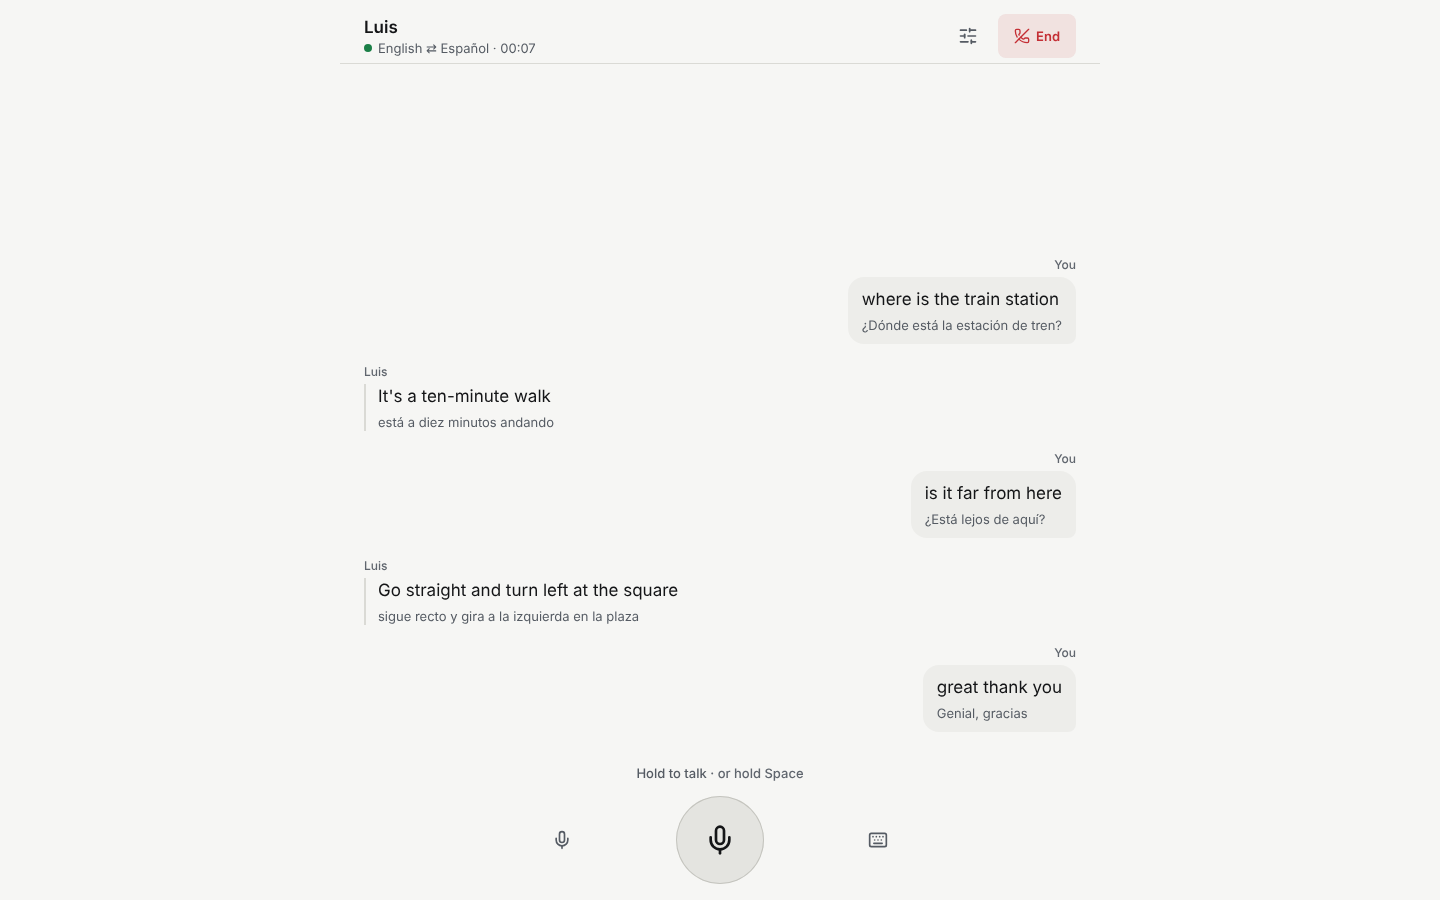 Luis
English ⇄ Español · 00:07
End
You
where is the train station
¿Dónde está la estación de tren?
Luis
It's a ten-minute walk
está a diez minutos andando
You
is it far from here
¿Está lejos de aquí?
Luis
Go straight and turn left at the square
sigue recto y gira a la izquierda en la plaza
You
great thank you
Genial, gracias
Hold to talk · or hold Space